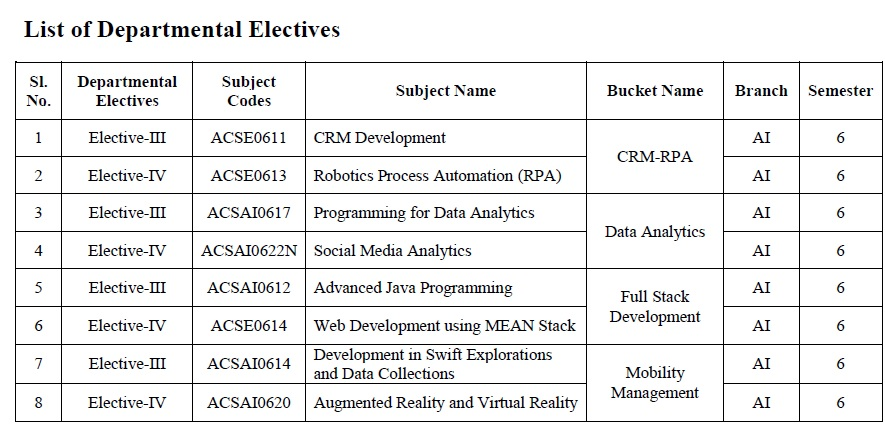 List of Departmental Electives
Sl. No. | Departmental Electives | Subject Codes | Subject Name | Bucket Name | Branch | Semester
1 | Elective-III | ACSE0611 | CRM Development | CRM-RPA | AI | 6
2 | Elective-IV | ACSE0613 | Robotics Process Automation (RPA) | AI | 6
3 | Elective-III | ACSAI0617 | Programming for Data Analytics | Data Analytics | AI | 6
4 | Elective-IV | ACSAI0622N | Social Media Analytics | AI | 6
5 | Elective-III | ACSAI0612 | Advanced Java Programming | Full Stack Development | AI | 6
6 | Elective-IV | ACSE0614 | Web Development using MEAN Stack | AI | 6
7 | Elective-III | ACSAI0614 | Development in Swift Explorations and Data Collections | Mobility Management | AI | 6
8 | Elective-IV | ACSAI0620 | Augmented Reality and Virtual Reality | AI | 6